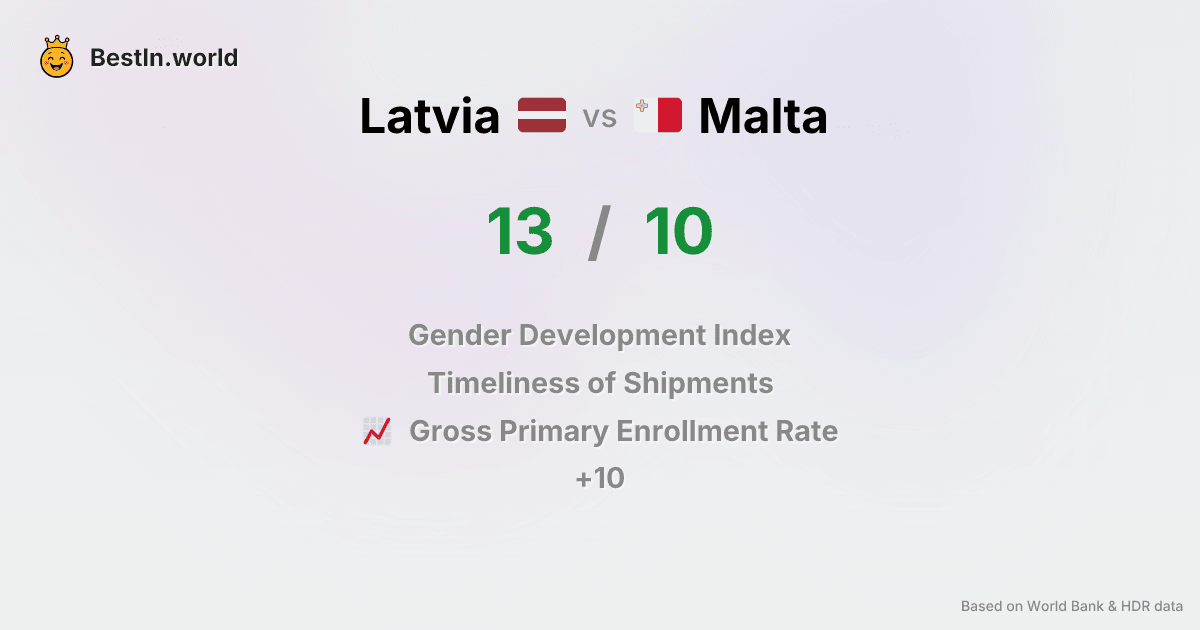 BestIn.world
Latvia vs Malta
13 / 10
Gender Development Index
Timeliness of Shipments
Gross Primary Enrollment Rate
+10
Based on World Bank & HDR data